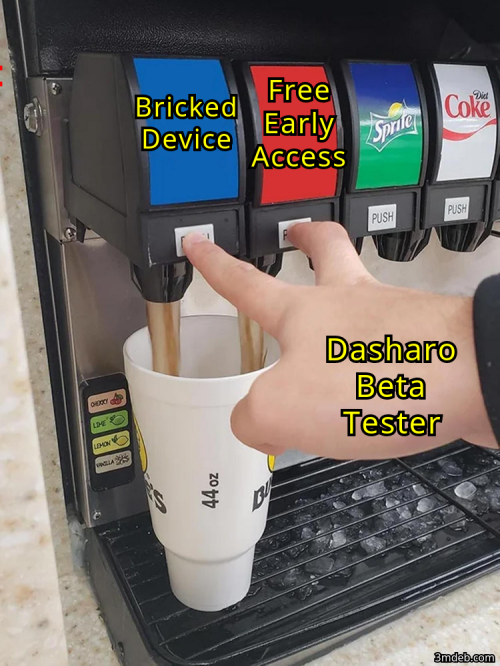 Bricked
Device
Free
Early
Access
Sprite
Diet
Coke
PUSH
PUSH
Dasharo
Beta
Tester
CHERRY
LIME
LEMON
VANILLA
44 oz
3mdeb.com